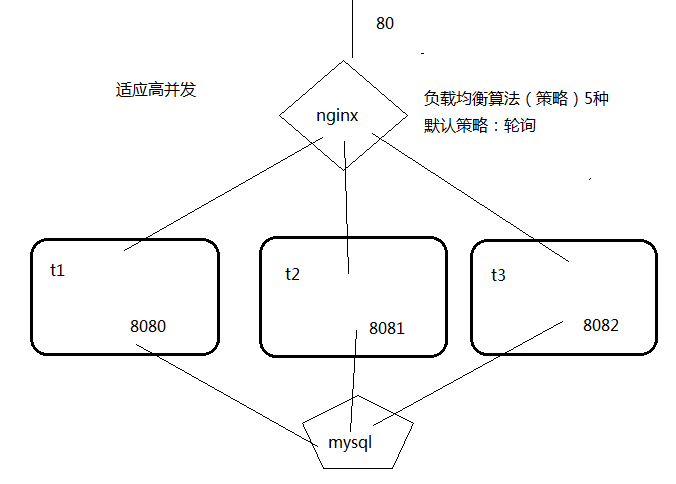 80
适应高并发
nginx
负载均衡算法（策略）5种
默认策略：轮询
t1
8080
t2
8081
t3
8082
mysql